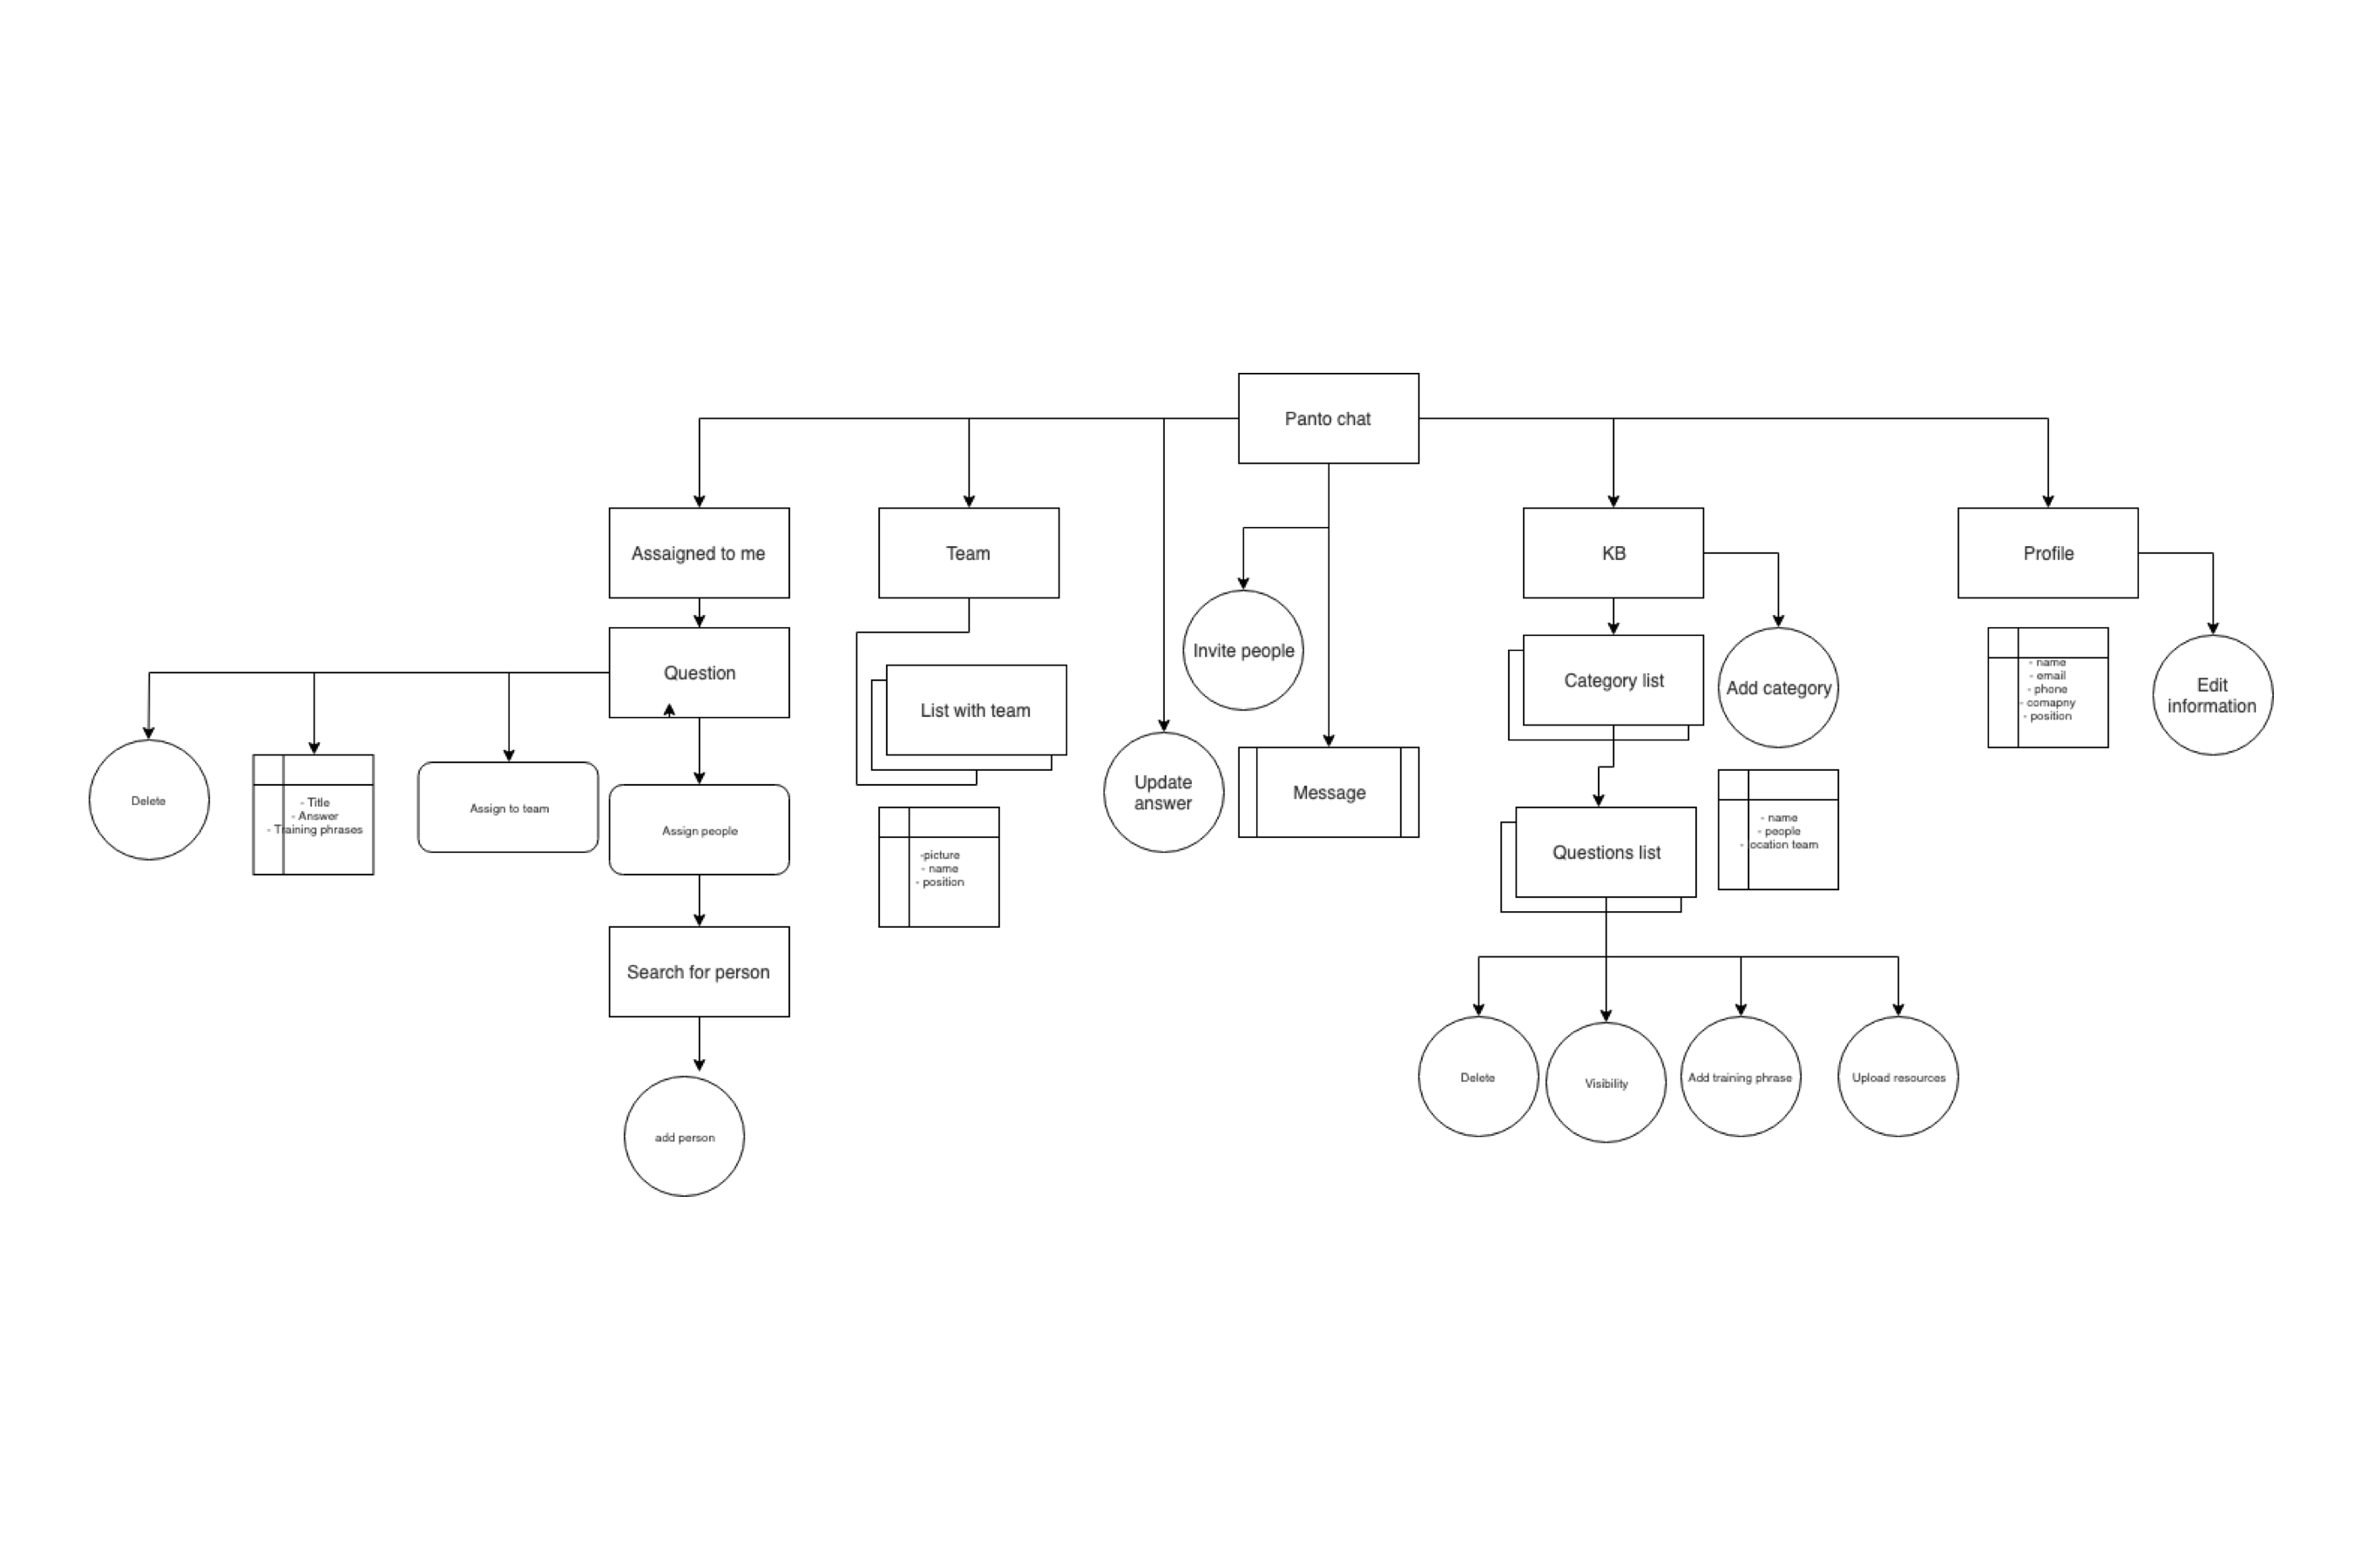 Panto chat
Assaigned to me
Team
KB
Profile
Question
List with team
Invite people
Update
answer
Message
Category list
Add category
- name
- email
- phone
- comapny
- position
Edit
information
Delete
- Title
- Answer
- Training phrases
Assign to team
Assign people
-picture
- name
- position
Questions list
- name
- people
- ocation team
Search for person
add person
Delete
Visibility
Add training phrase
Upload resources